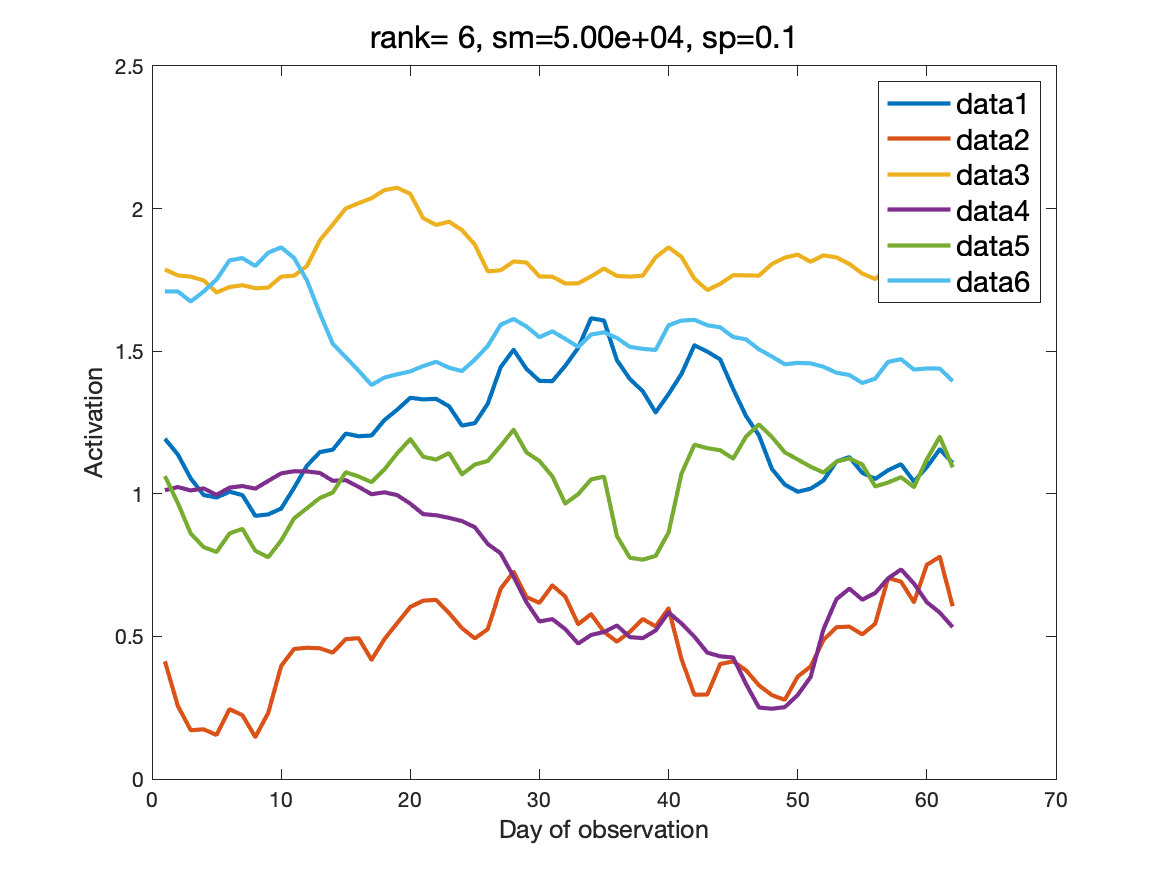 rank= 6, sm=5.00e+04, sp=0.1
2.5
2
1.5
1
0.5
0
Activation
data1
data2
data3
data4
data5
data6
0 10 20 30 40 50 60 70
Day of observation